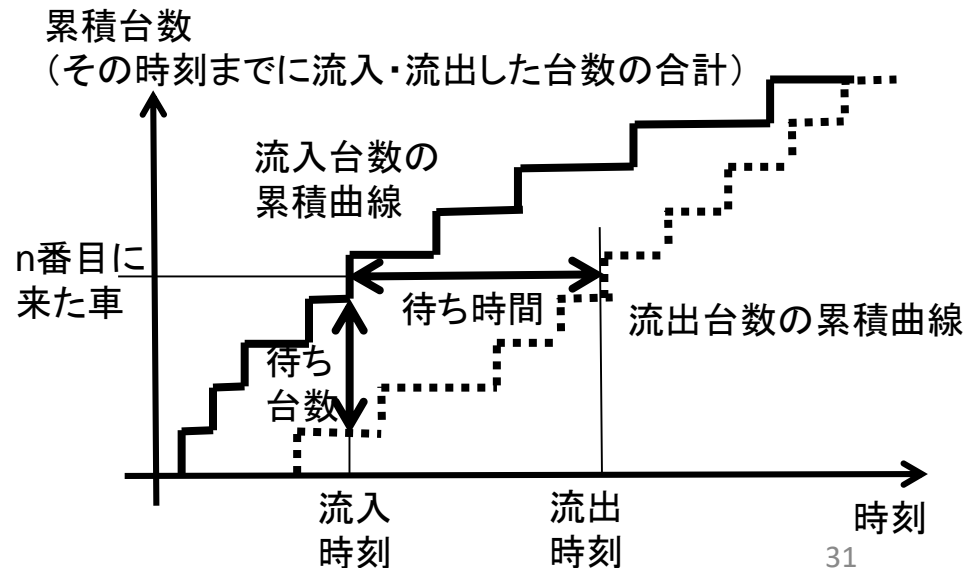 累積台数
（その時刻までに流入・流出した台数の合計）
流入台数の
累積曲線
n番目に
来た車
待ち時間
流出台数の累積曲線
待ち
台数
流入
時刻
流出
時刻
時刻
31